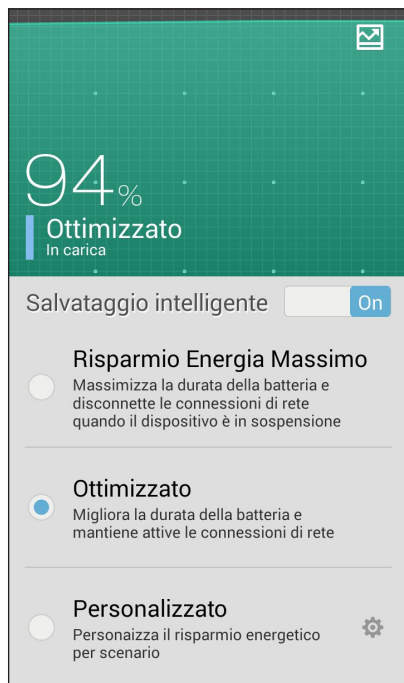 94%
Ottimizzato
In carica
Salvataggio intelligente On
Risparmio Energia Massimo
Massimizza la durata della batteria e
disconnette le connessioni di rete
quando il dispositivo è in sospensione
Ottimizzato
Migliora la durata della batteria e
mantiene attive le connessioni di rete
Personalizzato
Personaizza il risparmio energetico
per scenario